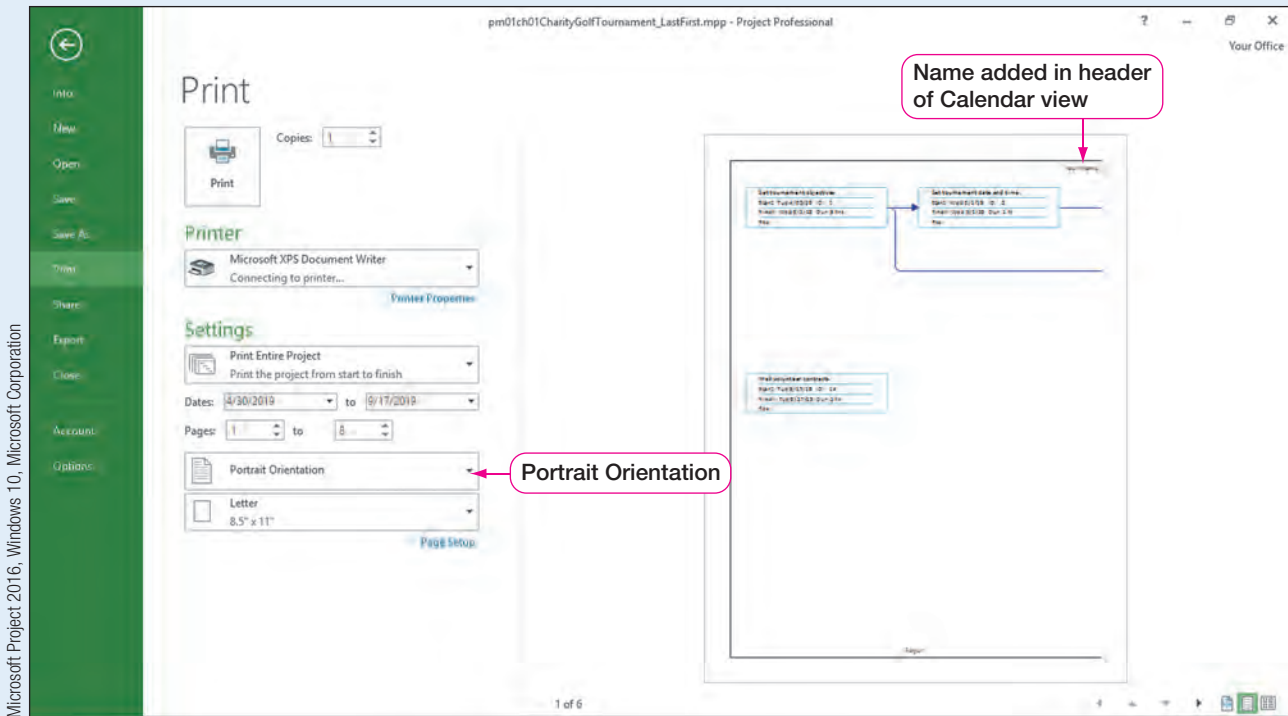 pm01ch01CharityGolfTournament_LastFirst.mpp - Project Professional
?
Your Office
Info
New
Open
Save
Save As
Print
Share
Export
Close
Account
Options
Print
Copies: 1
Print
Printer
Microsoft XPS Document Writer
Connecting to printer...
Printer Properties
Settings
Print Entire Project
Print the project from start to finish
Dates: 4/30/2019 to 9/17/2019
Pages: 1 to 8
Portrait Orientation
Letter
8.5" x 11"
Page Setup
Portrait Orientation
Name added in header
of Calendar view
Set tournament objectives
Set tournament date and time
1 of 6
Microsoft Project 2016, Windows 10, Microsoft Corporation